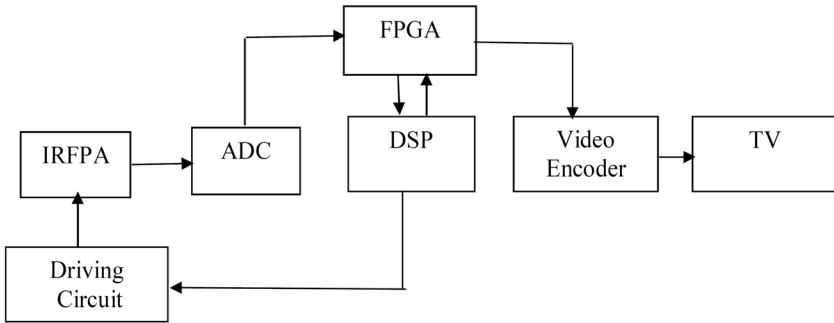 FPGA
IRFPA
ADC
DSP
Video
Encoder
TV
Driving
Circuit